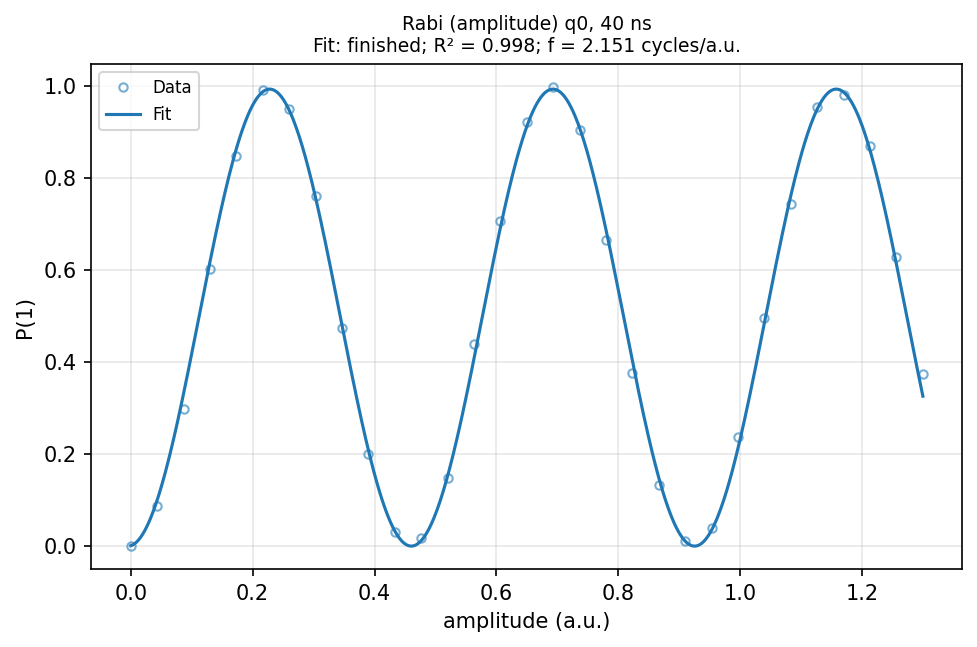 Rabi (amplitude) q0, 40 ns
Fit: finished; R² = 0.998; f = 2.151 cycles/a.u.
Data
Fit
1.0
0.8
0.6
0.4
0.2
0.0
P(1)
0.0 0.2 0.4 0.6 0.8 1.0 1.2
amplitude (a.u.)